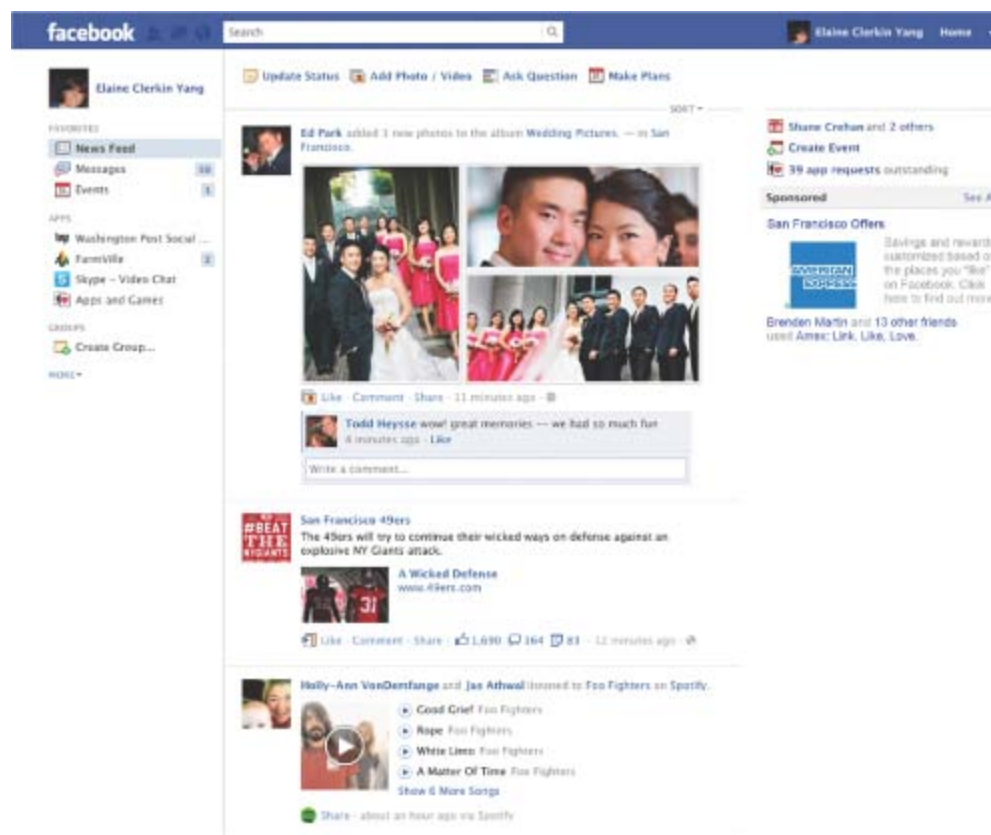 facebook
Search
Elaine Clerkin Yang Home
Elaine Clerkin Yang
FAVORITES
News Feed
Messages 10
Events 1
APPS
Washington Post Social ...
FarmVille 2
Skype - Video Chat
Apps and Games
GROUPS
Create Group...
MORE
Update Status Add Photo / Video Ask Question Make Plans
SORT
Ed Park added 3 new photos to the album Wedding Pictures. — in San
Francisco.
Like · Comment · Share · 11 minutes ago ·
Todd Heysse wow! great memories --- we had so much fun
4 minutes ago · Like
Write a comment...
#BEAT
THE
NYGIANTS
San Francisco 49ers
The 49ers will try to continue their wicked ways on defense against an
explosive NY Giants attack.
31
A Wicked Defense
www.49ers.com
Like · Comment · Share · 1,690 264 83 · 12 minutes ago ·
Holly-Ann VonDemfange and Jas Athwal listened to Foo Fighters on Spotify.
Good Grief Foo Fighters
Rope Foo Fighters
White Limo Foo Fighters
A Matter Of Time Foo Fighters
Show 6 More Songs
Share · about an hour ago via Spotify
Shane Crehan and 2 others
Create Event
39 app requests outstanding
Sponsored See A
San Francisco Offers
AMERICAN
EXPRESS
Savings and rewards
customized based o
the places you "like"
on Facebook. Click
here to find out more
Brenden Martin and 13 other friends
used Amex: Link, Like, Love.